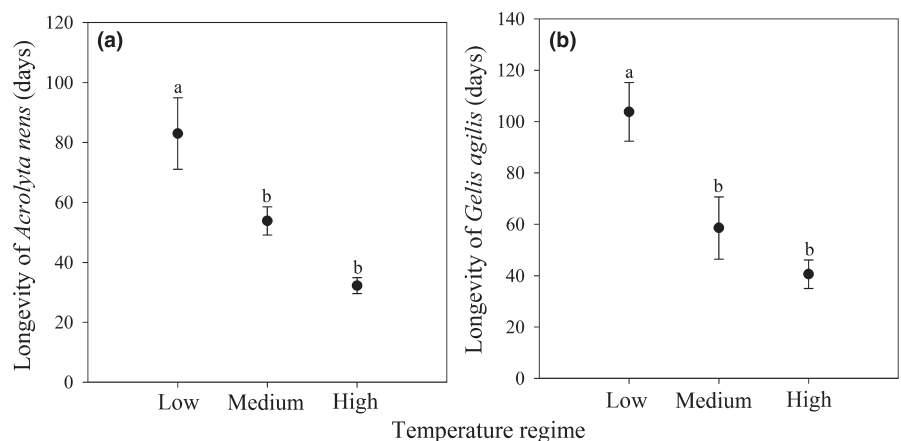 (a)
Longevity of Acrolyta nens (days)
120
100
80
60
40
20
0
a
b
b
Low Medium High
(b)
Longevity of Gelis agilis (days)
140
120
100
80
60
40
20
0
a
b
b
Low Medium High
Temperature regime